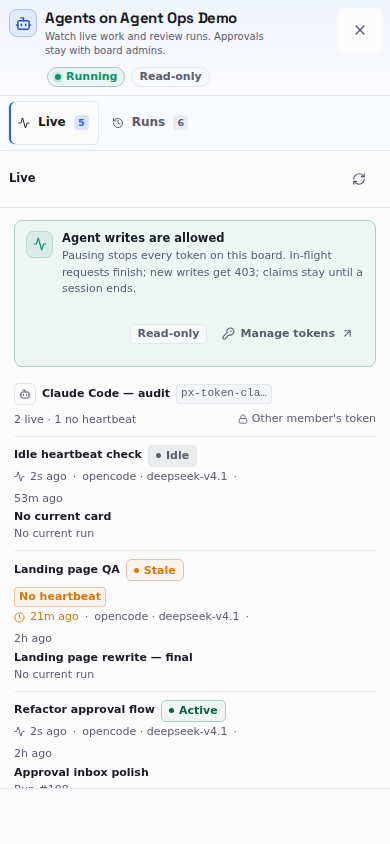 Agents on Agent Ops Demo
Watch live work and review runs. Approvals
stay with board admins.
Running Read-only
Live 5 Runs 6
Live
Agent writes are allowed
Pausing stops every token on this board. In-flight
requests finish; new writes get 403; claims stay until a
session ends.
Read-only Manage tokens
Claude Code — audit px-token-cla…
2 live · 1 no heartbeat Other member's token
Idle heartbeat check Idle
2s ago · opencode · deepseek-v4.1 ·
53m ago
No current card
No current run
Landing page QA Stale
No heartbeat
21m ago · opencode · deepseek-v4.1 ·
2h ago
Landing page rewrite — final
No current run
Refactor approval flow Active
2s ago · opencode · deepseek-v4.1 ·
2h ago
Approval inbox polish